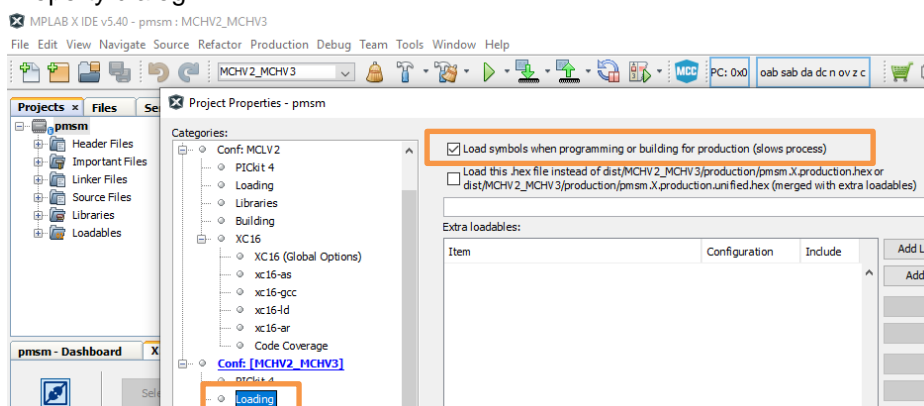 MPLAB X IDE v5.40 - pmsm : MCHV2_MCHV3
File Edit View Navigate Source Refactor Production Debug Team Tools Window Help
MCHV2_MCHV3
MCC
PC: 0x0
oab sab da dc n ov z c
Projects × Files
Project Properties - pmsm
pmsm
Header Files
Important Files
Linker Files
Source Files
Libraries
Loadables
Categories:
Conf: MCLV2
PICkit 4
Loading
Libraries
Building
XC16
XC16 (Global Options)
xc16-as
xc16-gcc
xc16-ld
xc16-ar
Code Coverage
Conf: [MCHV2_MCHV3]
PICkit 4
Loading
Load symbols when programming or building for production (slows process)
Load this .hex file instead of dist/MCHV2_MCHV3/production/pmsm.X.production.hex or
dist/MCHV2_MCHV3/production/pmsm.X.production.unified.hex (merged with extra loadables)
Extra loadables:
Item Configuration Include
Add L
Add
pmsm - Dashboard X
Sele